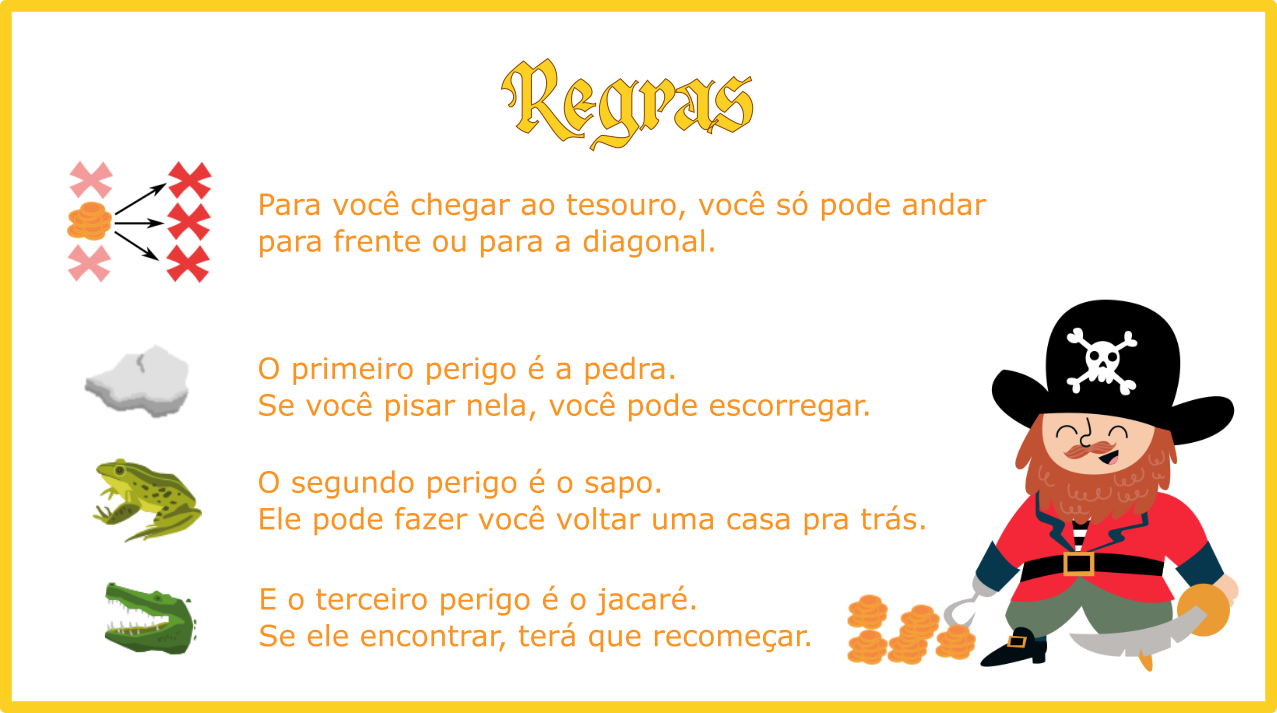 Regras
Para você chegar ao tesouro, você só pode andar
para frente ou para a diagonal.
O primeiro perigo é a pedra.
Se você pisar nela, você pode escorregar.
O segundo perigo é o sapo.
Ele pode fazer você voltar uma casa pra trás.
E o terceiro perigo é o jacaré.
Se ele encontrar, terá que recomeçar.